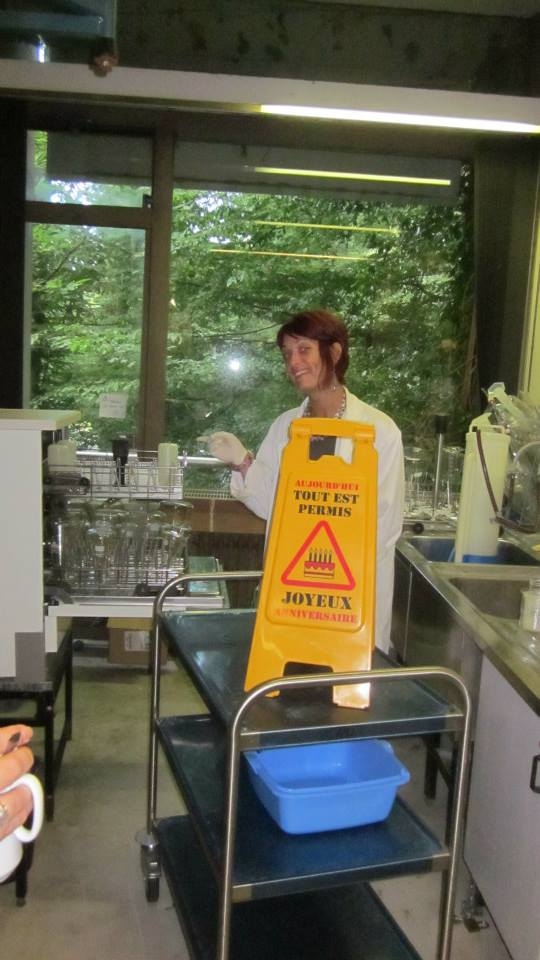 AUJOURD'HUI
TOUT EST
PERMIS
JOYEUX
ANNIVERSAIRE